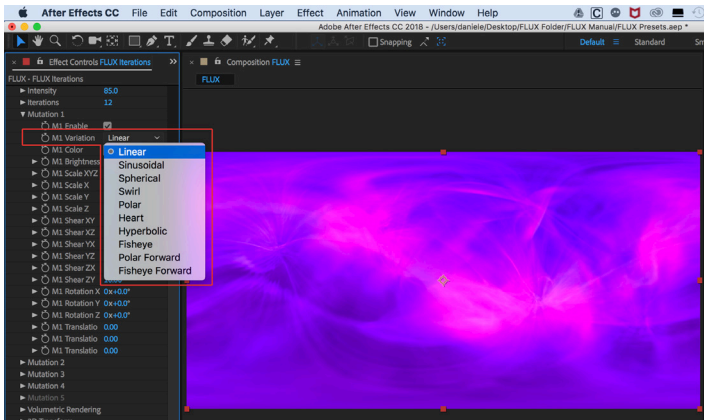 After Effects CC File Edit Composition Layer Effect Animation View Window Help
Adobe After Effects CC 2018 - /Users/daniele/Desktop/FLUX Folder/FLUX Manual/FLUX Presets.aep *
Snapping
Default
Standard
Sm
Effect Controls FLUX Iterations
Composition FLUX
FLUX - FLUX Iterations
FLUX
Intensity 85.0
Iterations 12
Mutation 1
M1 Enable
M1 Variation Linear
M1 Color
Linear
M1 Brightness
Sinusoidal
M1 Scale XYZ
Spherical
M1 Scale X
Swirl
M1 Scale Y
Polar
M1 Scale Z
Heart
M1 Shear XY
Hyperbolic
M1 Shear XZ
Fisheye
M1 Shear YX
Polar Forward
M1 Shear YZ
Fisheye Forward
M1 Shear ZX
M1 Shear ZY
M1 Rotation X 0x+0.0°
M1 Rotation Y 0x+0.0°
M1 Rotation Z 0x+0.0°
M1 Translatio 0.00
M1 Translatio 0.00
M1 Translatio 0.00
Mutation 2
Mutation 3
Mutation 4
Mutation 5
Volumetric Rendering